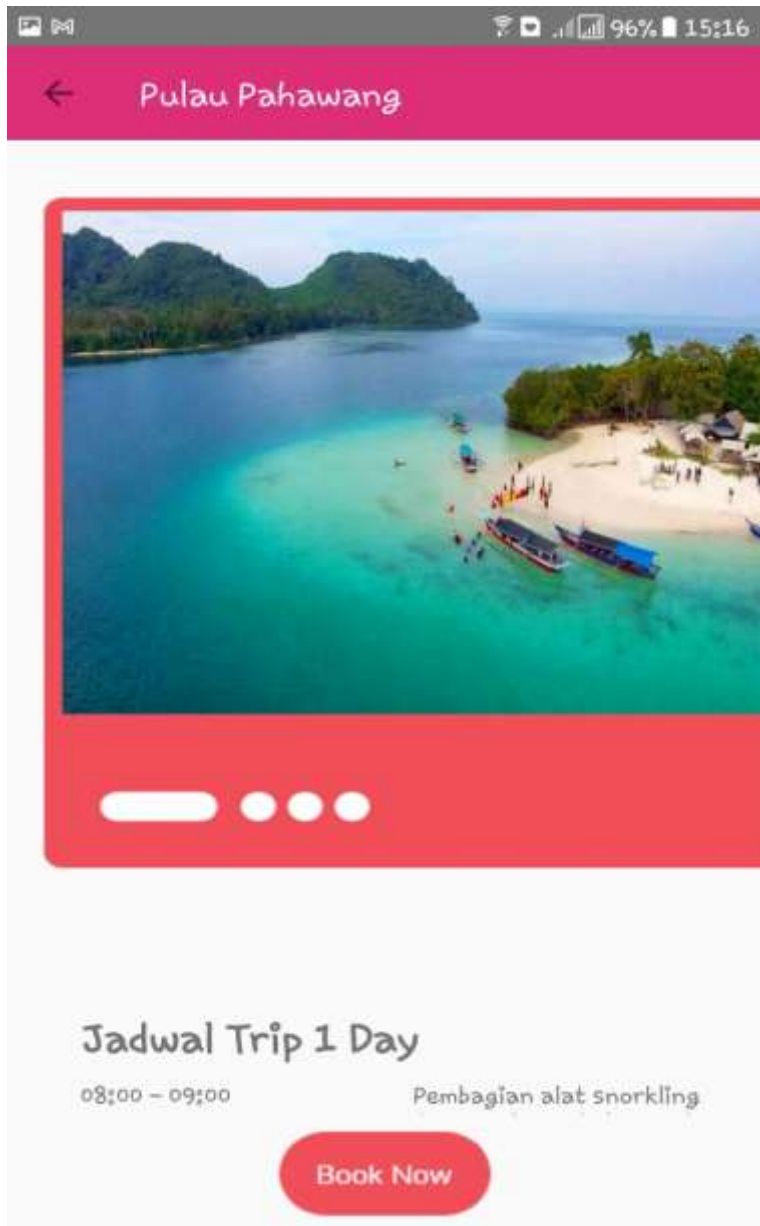 96% 15:16
Pulau Pahawang
Jadwal Trip 1 Day
08:00 – 09:00 Pembagian alat snorkling
Book Now